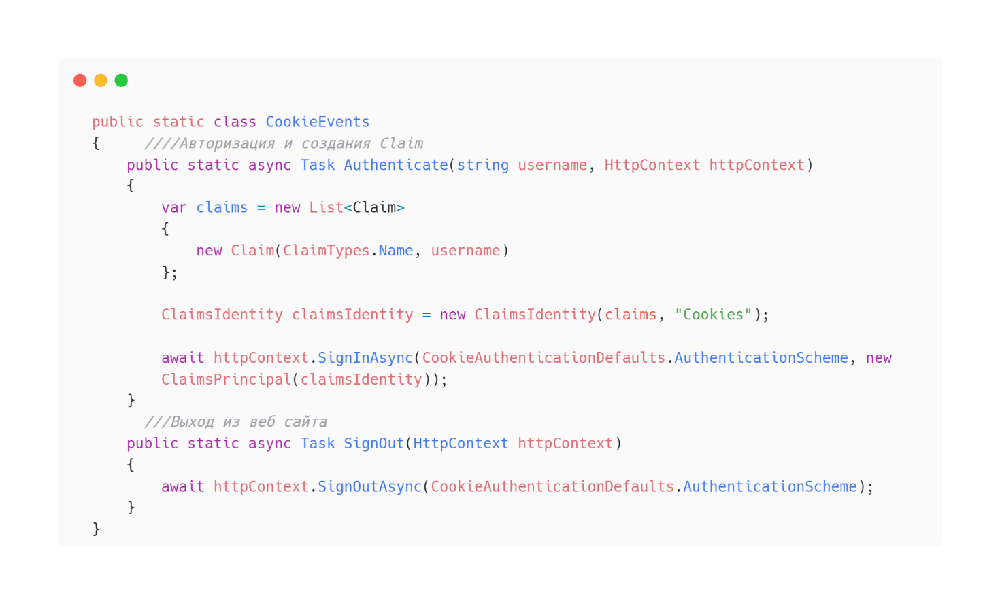 public static class CookieEvents
{     ////Авторизация и создания Claim
    public static async Task Authenticate(string username, HttpContext httpContext)
    {
        var claims = new List<Claim>
        {
            new Claim(ClaimTypes.Name, username)
        };

        ClaimsIdentity claimsIdentity = new ClaimsIdentity(claims, "Cookies");

        await httpContext.SignInAsync(CookieAuthenticationDefaults.AuthenticationScheme, new
        ClaimsPrincipal(claimsIdentity));
    }
      ///Выход из веб сайта
    public static async Task SignOut(HttpContext httpContext)
    {
        await httpContext.SignOutAsync(CookieAuthenticationDefaults.AuthenticationScheme);
    }
}